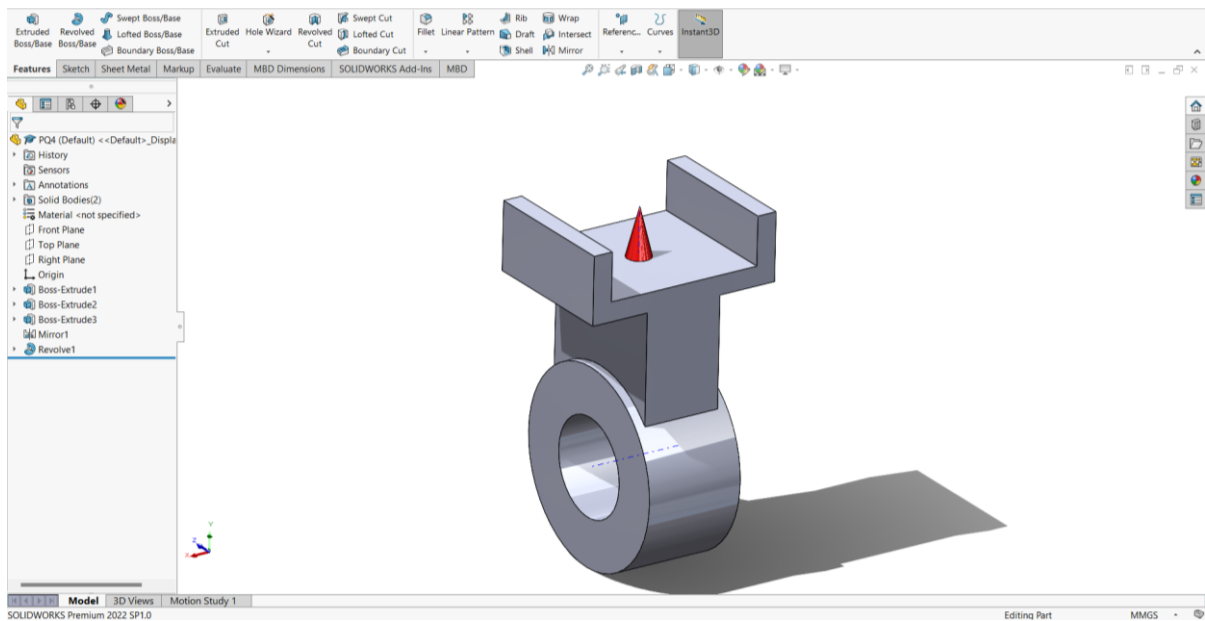 Extruded Boss/Base
Revolved Boss/Base
Swept Boss/Base
Lofted Boss/Base
Boundary Boss/Base
Extruded Cut
Hole Wizard
Revolved Cut
Swept Cut
Lofted Cut
Boundary Cut
Fillet
Linear Pattern
Rib
Draft
Shell
Wrap
Intersect
Mirror
Referenc...
Curves
Instant3D
Features Sketch Sheet Metal Markup Evaluate MBD Dimensions SOLIDWORKS Add-Ins MBD
PQ4 (Default) <<Default>_Displa
History
Sensors
Annotations
Solid Bodies(2)
Material <not specified>
Front Plane
Top Plane
Right Plane
Origin
Boss-Extrude1
Boss-Extrude2
Boss-Extrude3
Mirror1
Revolve1
Y
Z
X
Model 3D Views Motion Study 1
SOLIDWORKS Premium 2022 SP1.0 Editing Part MMGS